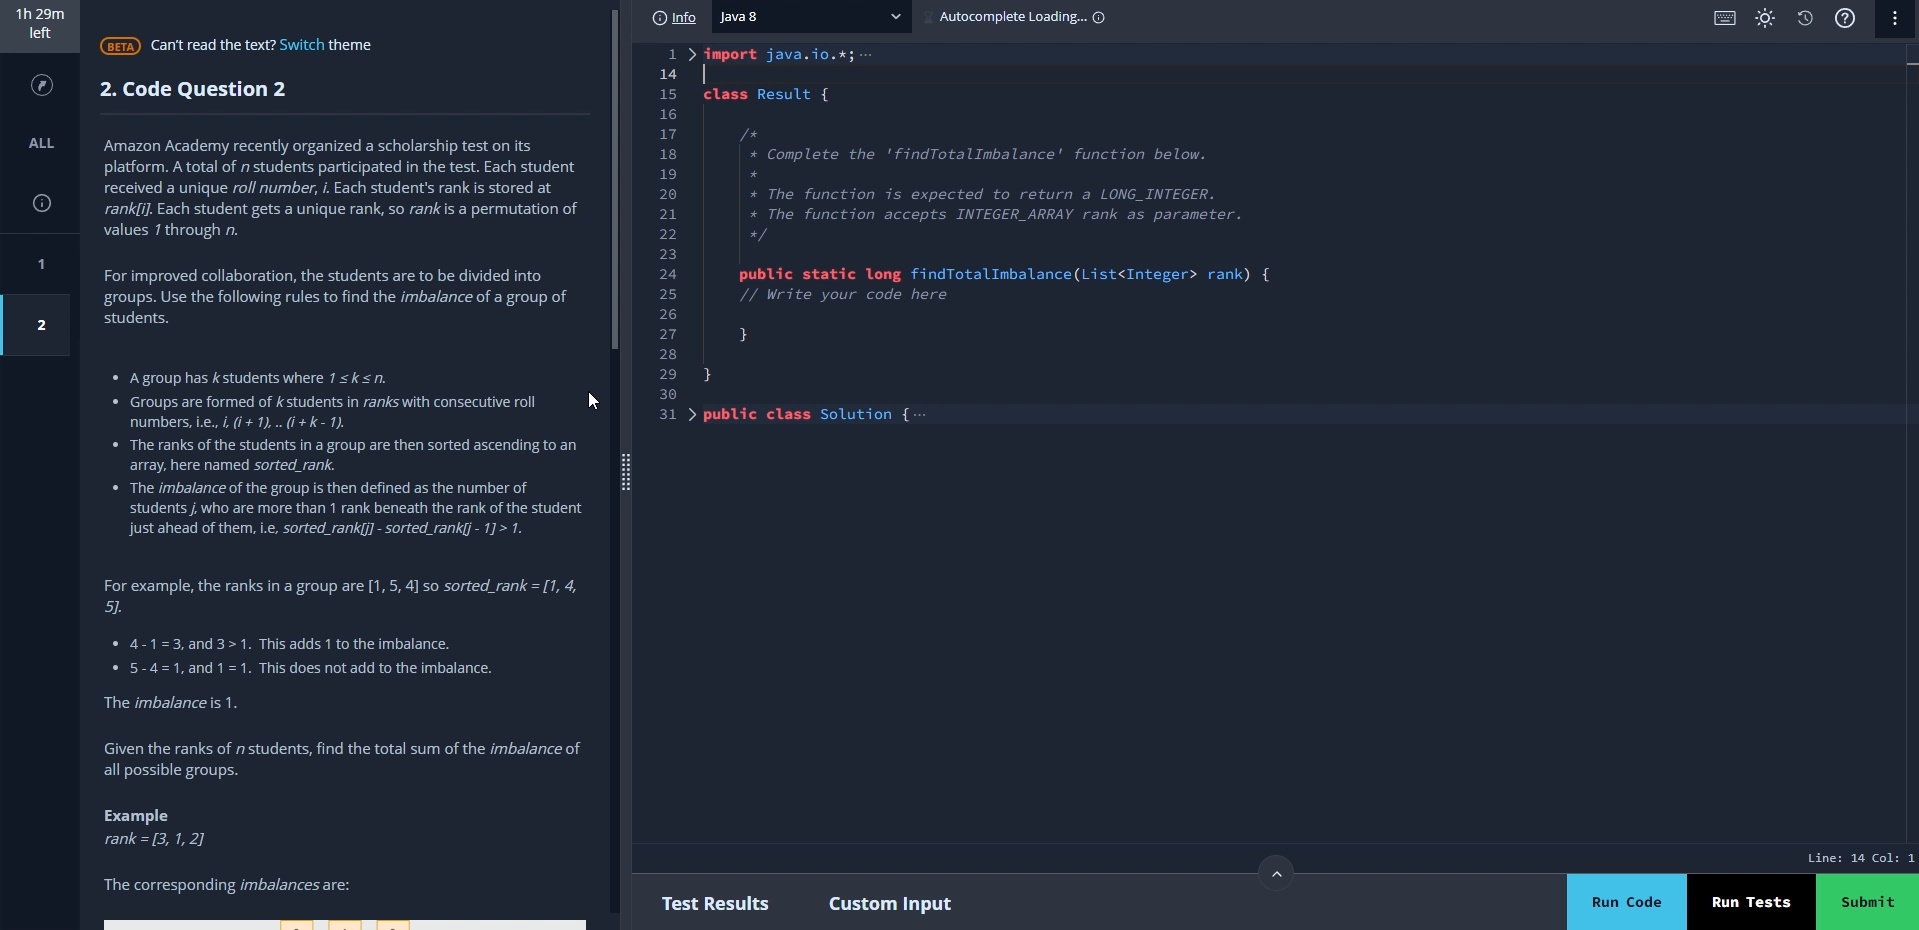 1h 29m
left
BETA Can't read the text? Switch theme
2. Code Question 2
ALL
1
2
Amazon Academy recently organized a scholarship test on its
platform. A total of n students participated in the test. Each student
received a unique roll number, i. Each student's rank is stored at
rank[i]. Each student gets a unique rank, so rank is a permutation of
values 1 through n.
For improved collaboration, the students are to be divided into
groups. Use the following rules to find the imbalance of a group of
students.
• A group has k students where 1 ≤ k ≤ n.
• Groups are formed of k students in ranks with consecutive roll
numbers, i.e., i, (i + 1), .. (i + k - 1).
• The ranks of the students in a group are then sorted ascending to an
array, here named sorted_rank.
• The imbalance of the group is then defined as the number of
students j, who are more than 1 rank beneath the rank of the student
just ahead of them, i.e, sorted_rank[j] - sorted_rank[j - 1] > 1.
For example, the ranks in a group are [1, 5, 4] so sorted_rank = [1, 4,
5].
• 4 - 1 = 3, and 3 > 1. This adds 1 to the imbalance.
• 5 - 4 = 1, and 1 = 1. This does not add to the imbalance.
The imbalance is 1.
Given the ranks of n students, find the total sum of the imbalance of
all possible groups.
Example
rank = [3, 1, 2]
The corresponding imbalances are:
Info
Java 8
Autocomplete Loading...
1 import java.io.*; ...
14
15 class Result {
16
17 /*
18 * Complete the 'findTotalImbalance' function below.
19 *
20 * The function is expected to return a LONG_INTEGER.
21 * The function accepts INTEGER_ARRAY rank as parameter.
22 */
23
24 public static long findTotalImbalance(List<Integer> rank) {
25 // Write your code here
26
27 }
28
29 }
30
31 public class Solution { ...
Line: 14 Col: 1
Test Results
Custom Input
Run Code
Run Tests
Submit